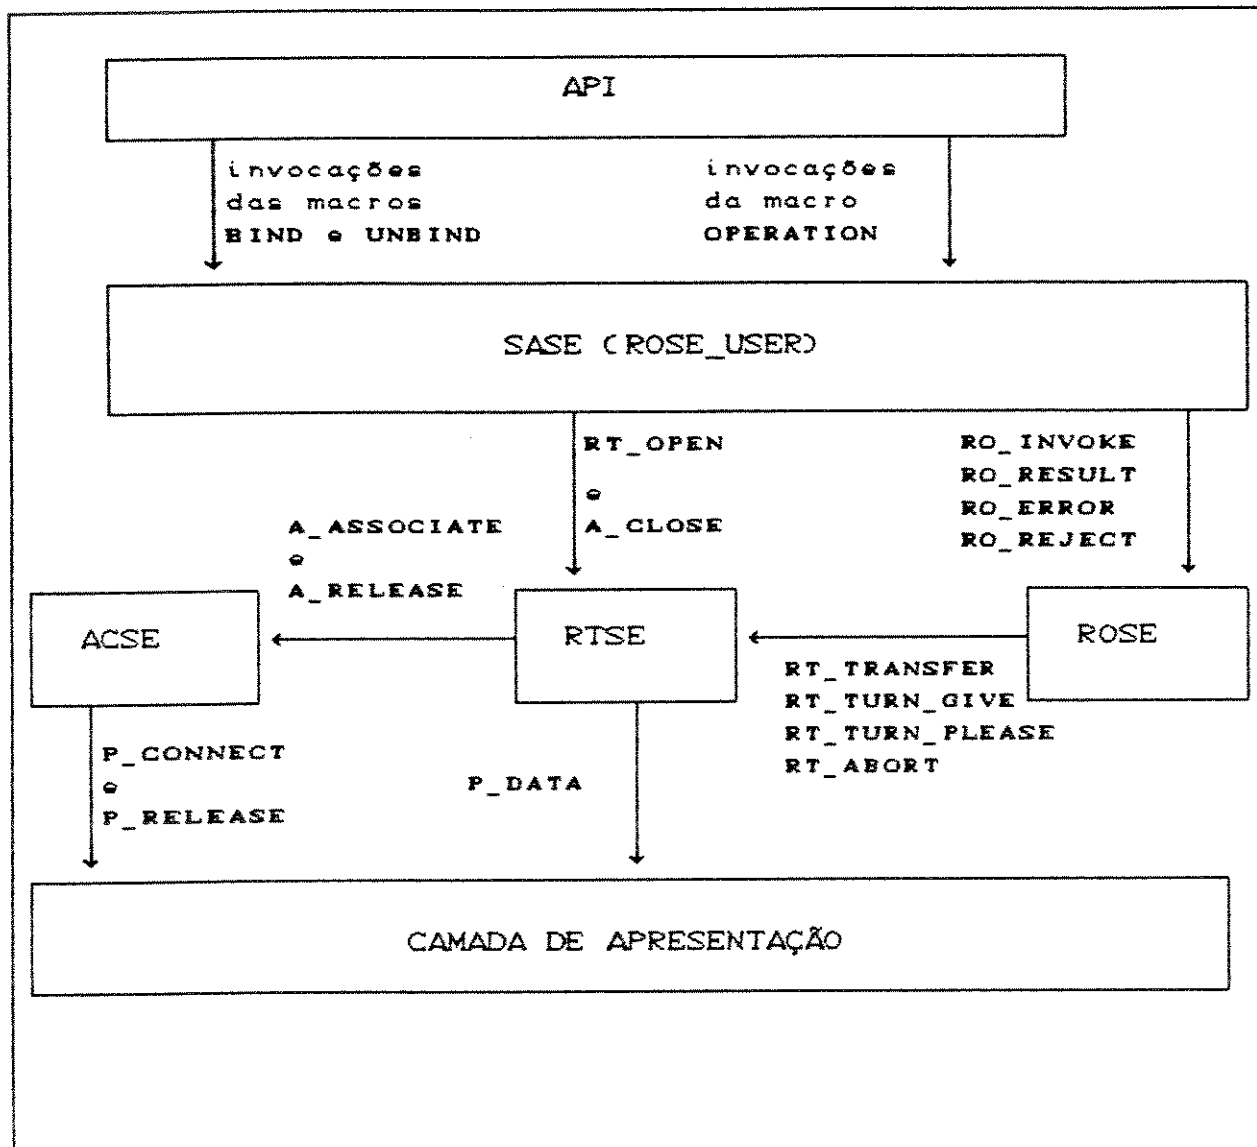 API
invocações
das macros
BIND e UNBIND
invocações
da macro
OPERATION
SASE (ROSE_USER)
RT_OPEN
e
A_CLOSE
RO_INVOKE
RO_RESULT
RO_ERROR
RO_REJECT
A_ASSOCIATE
e
A_RELEASE
ACSE
RTSE
ROSE
RT_TRANSFER
RT_TURN_GIVE
RT_TURN_PLEASE
RT_ABORT
P_CONNECT
e
P_RELEASE
P_DATA
CAMADA DE APRESENTAÇÃO